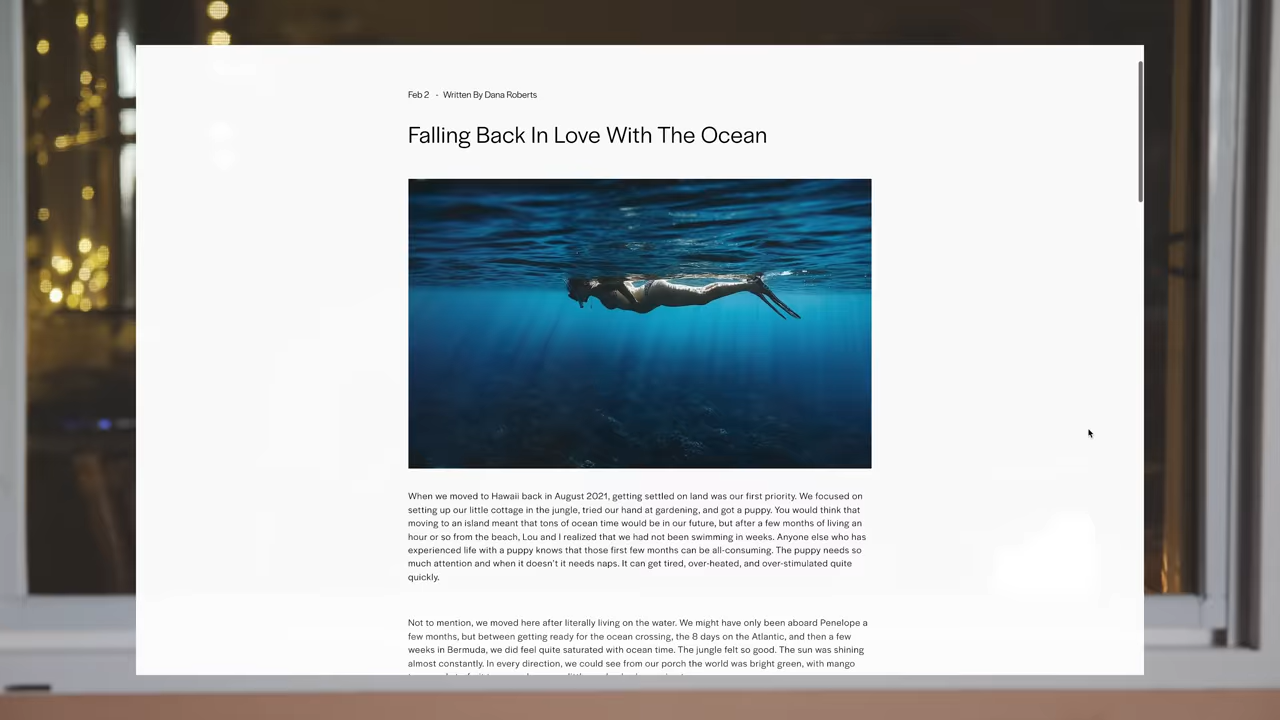 Feb 2 - Written By Dana Roberts
Falling Back In Love With The Ocean
When we moved to Hawaii back in August 2021, getting settled on land was our first priority. We focused on
setting up our little cottage in the jungle, tried our hand at gardening, and got a puppy. You would think that
moving to an island meant that tons of ocean time would be in our future, but after a few months of living an
hour or so from the beach, Lou and I realized that we had not been swimming in weeks. Anyone else who has
experienced life with a puppy knows that those first few months can be all-consuming. The puppy needs so
much attention and when it doesn't it needs naps. It can get tired, over-heated, and over-stimulated quite
quickly.
Not to mention, we moved here after literally living on the water. We might have only been aboard Penelope a
few months, but between getting ready for the ocean crossing, the 8 days on the Atlantic, and then a few
weeks in Bermuda, we did feel quite saturated with ocean time. The jungle felt so good. The sun was shining
almost constantly. In every direction, we could see from our porch the world was bright green, with mango